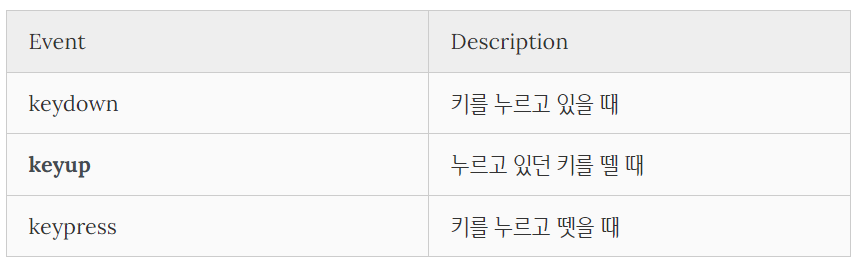 Event Description
keydown 키를 누르고 있을 때
keyup 누르고 있던 키를 뗄 때
keypress 키를 누르고 뗏을 때